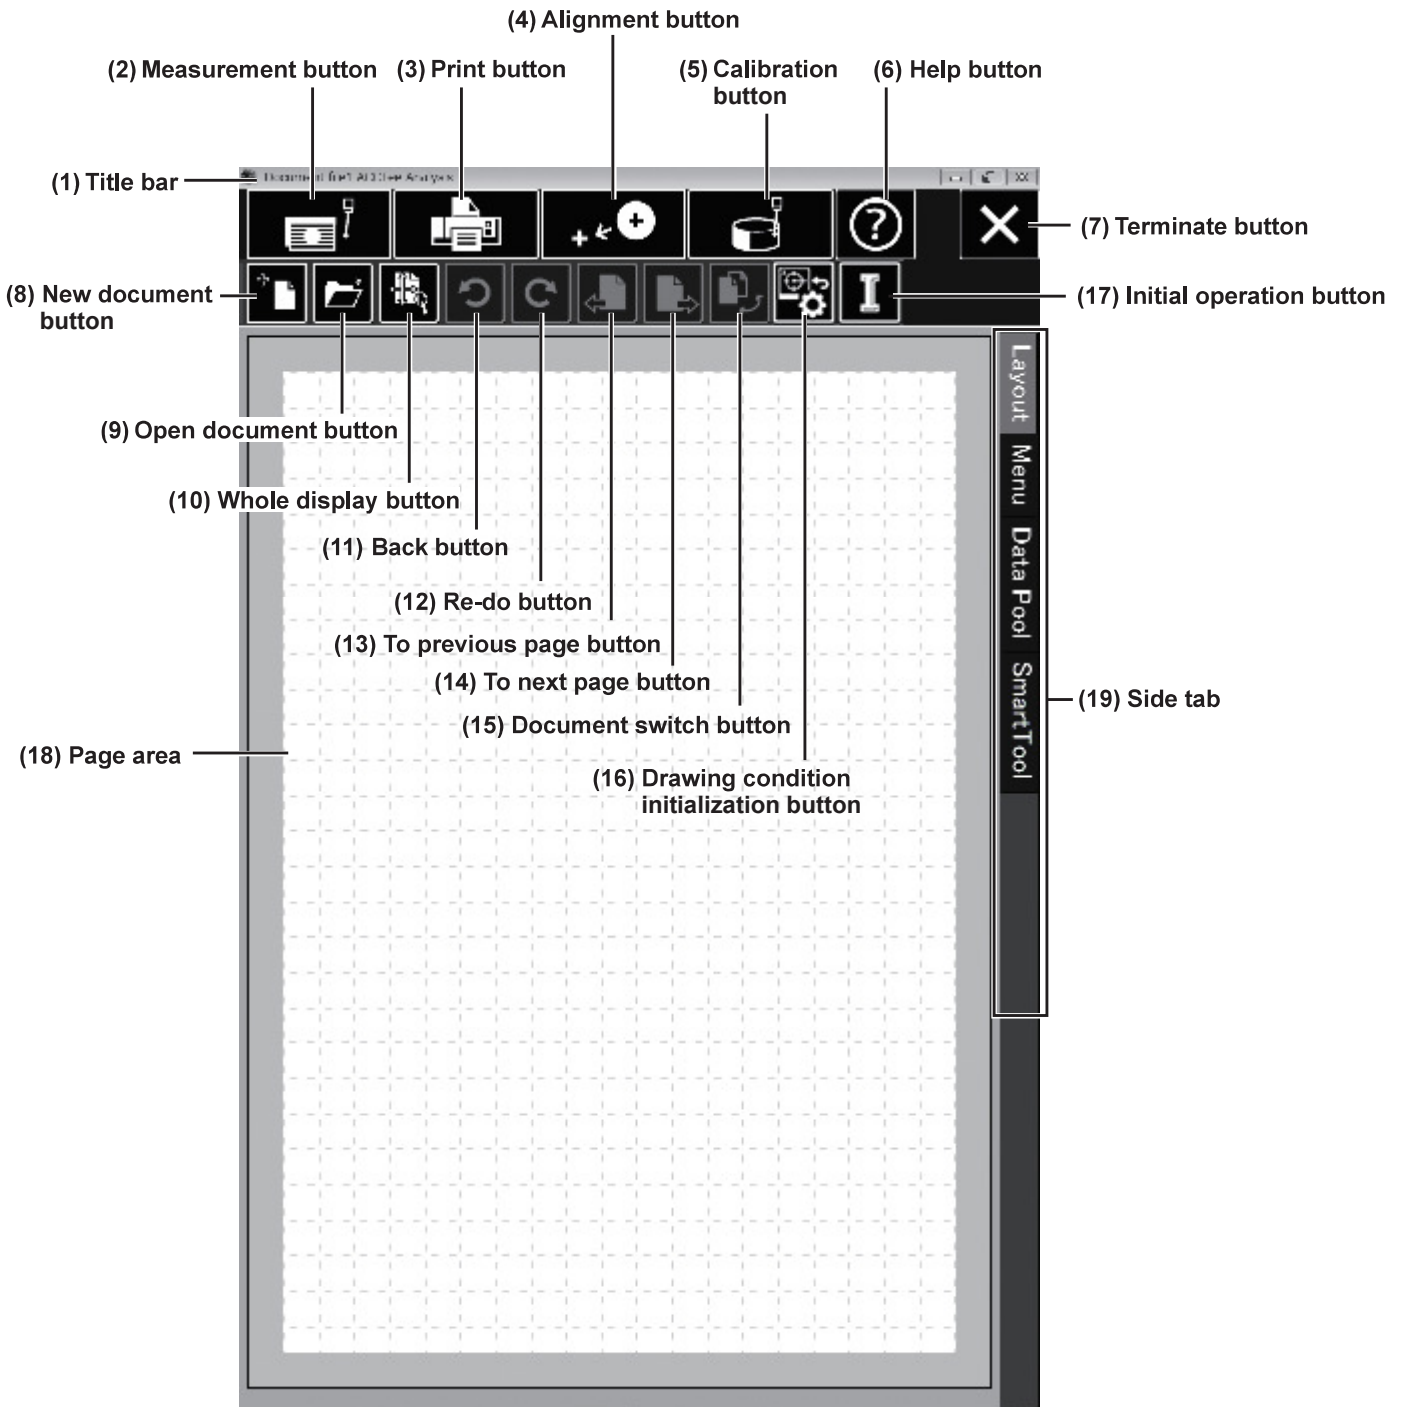 (4) Alignment button
(2) Measurement button
(3) Print button
(5) Calibration
button
(6) Help button
(1) Title bar
(7) Terminate button
(8) New document
button
(17) Initial operation button
(9) Open document button
(10) Whole display button
(11) Back button
(12) Re-do button
(13) To previous page button
(14) To next page button
(15) Document switch button
(16) Drawing condition
initialization button
(18) Page area
(19) Side tab
Layout
Menu
Data Pool
SmartTool